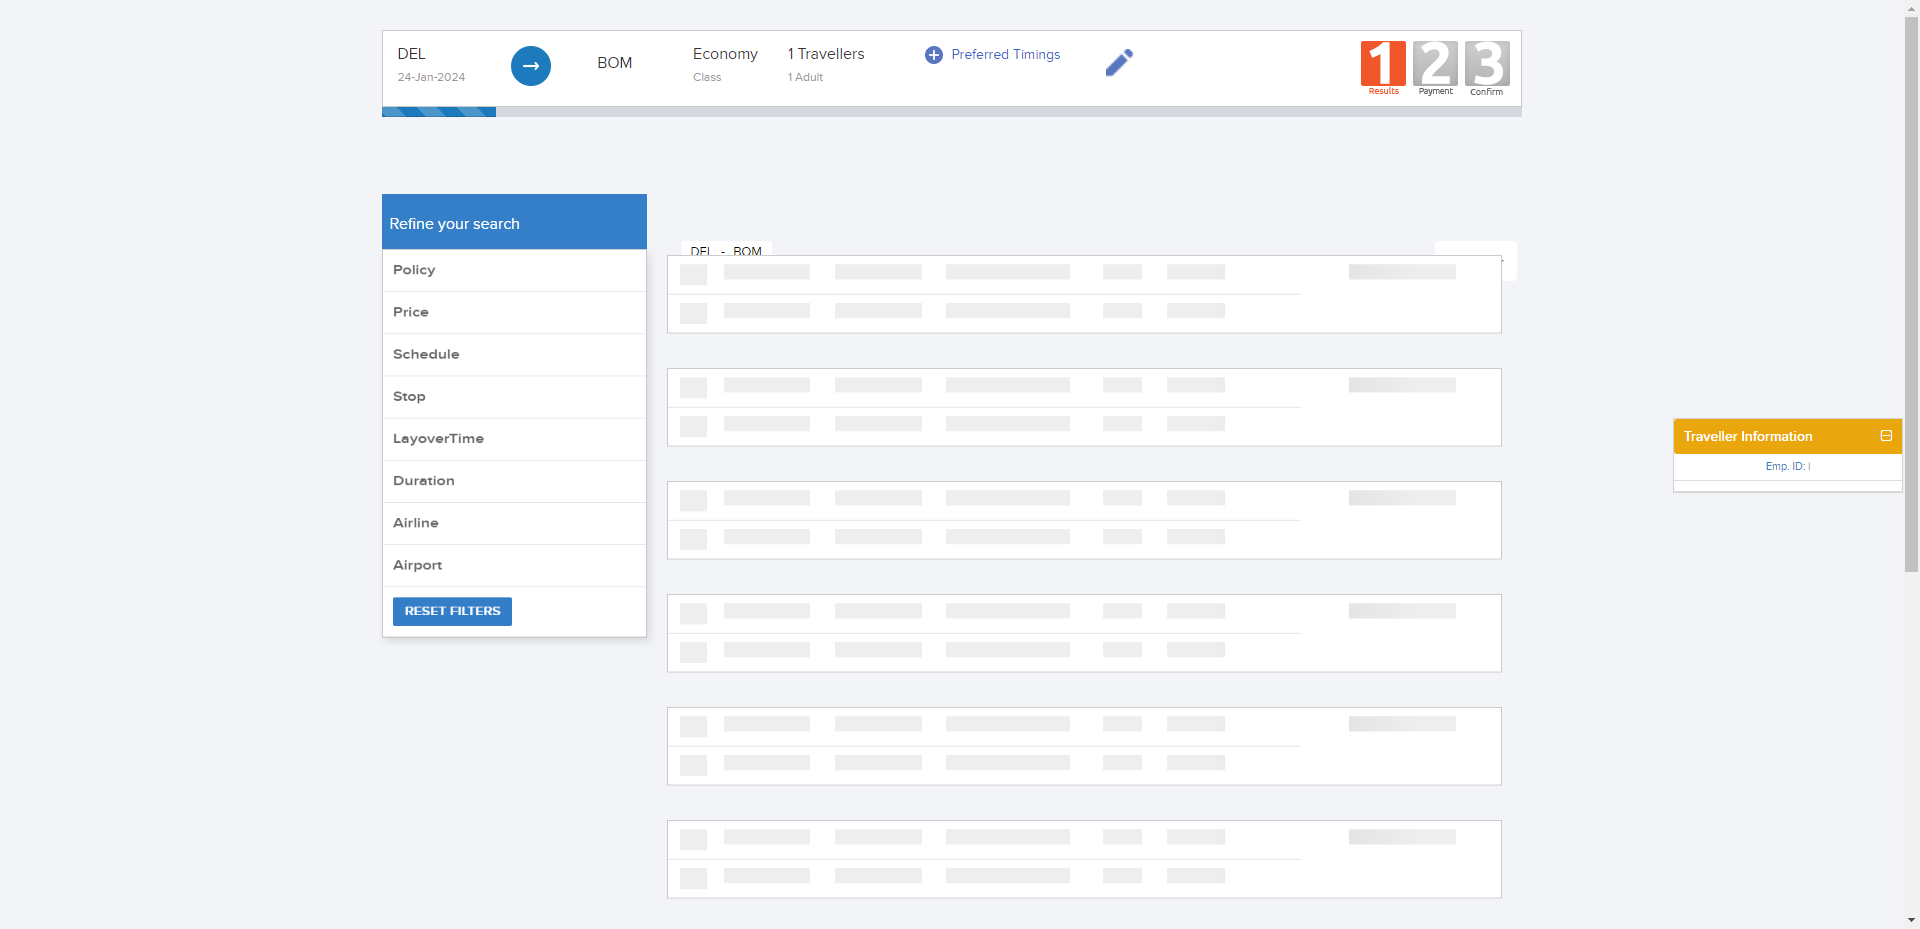 DEL
24-Jan-2024
BOM
Economy
Class
1 Travellers
1 Adult
Preferred Timings
1
Results
2
Payment
3
Confirm
Refine your search
Policy
Price
Schedule
Stop
LayoverTime
Duration
Airline
Airport
RESET FILTERS
DEL - BOM
Traveller Information
Emp. ID: